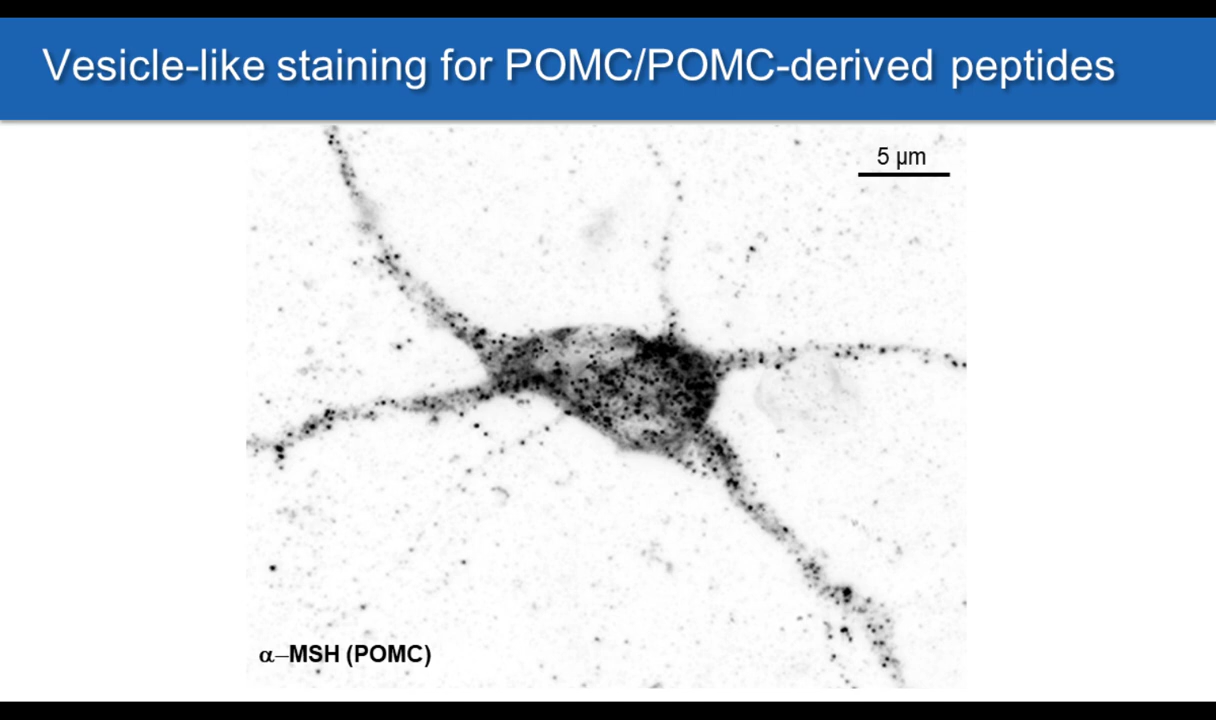 Vesicle-like staining for POMC/POMC-derived peptides
5 µm
α–MSH (POMC)